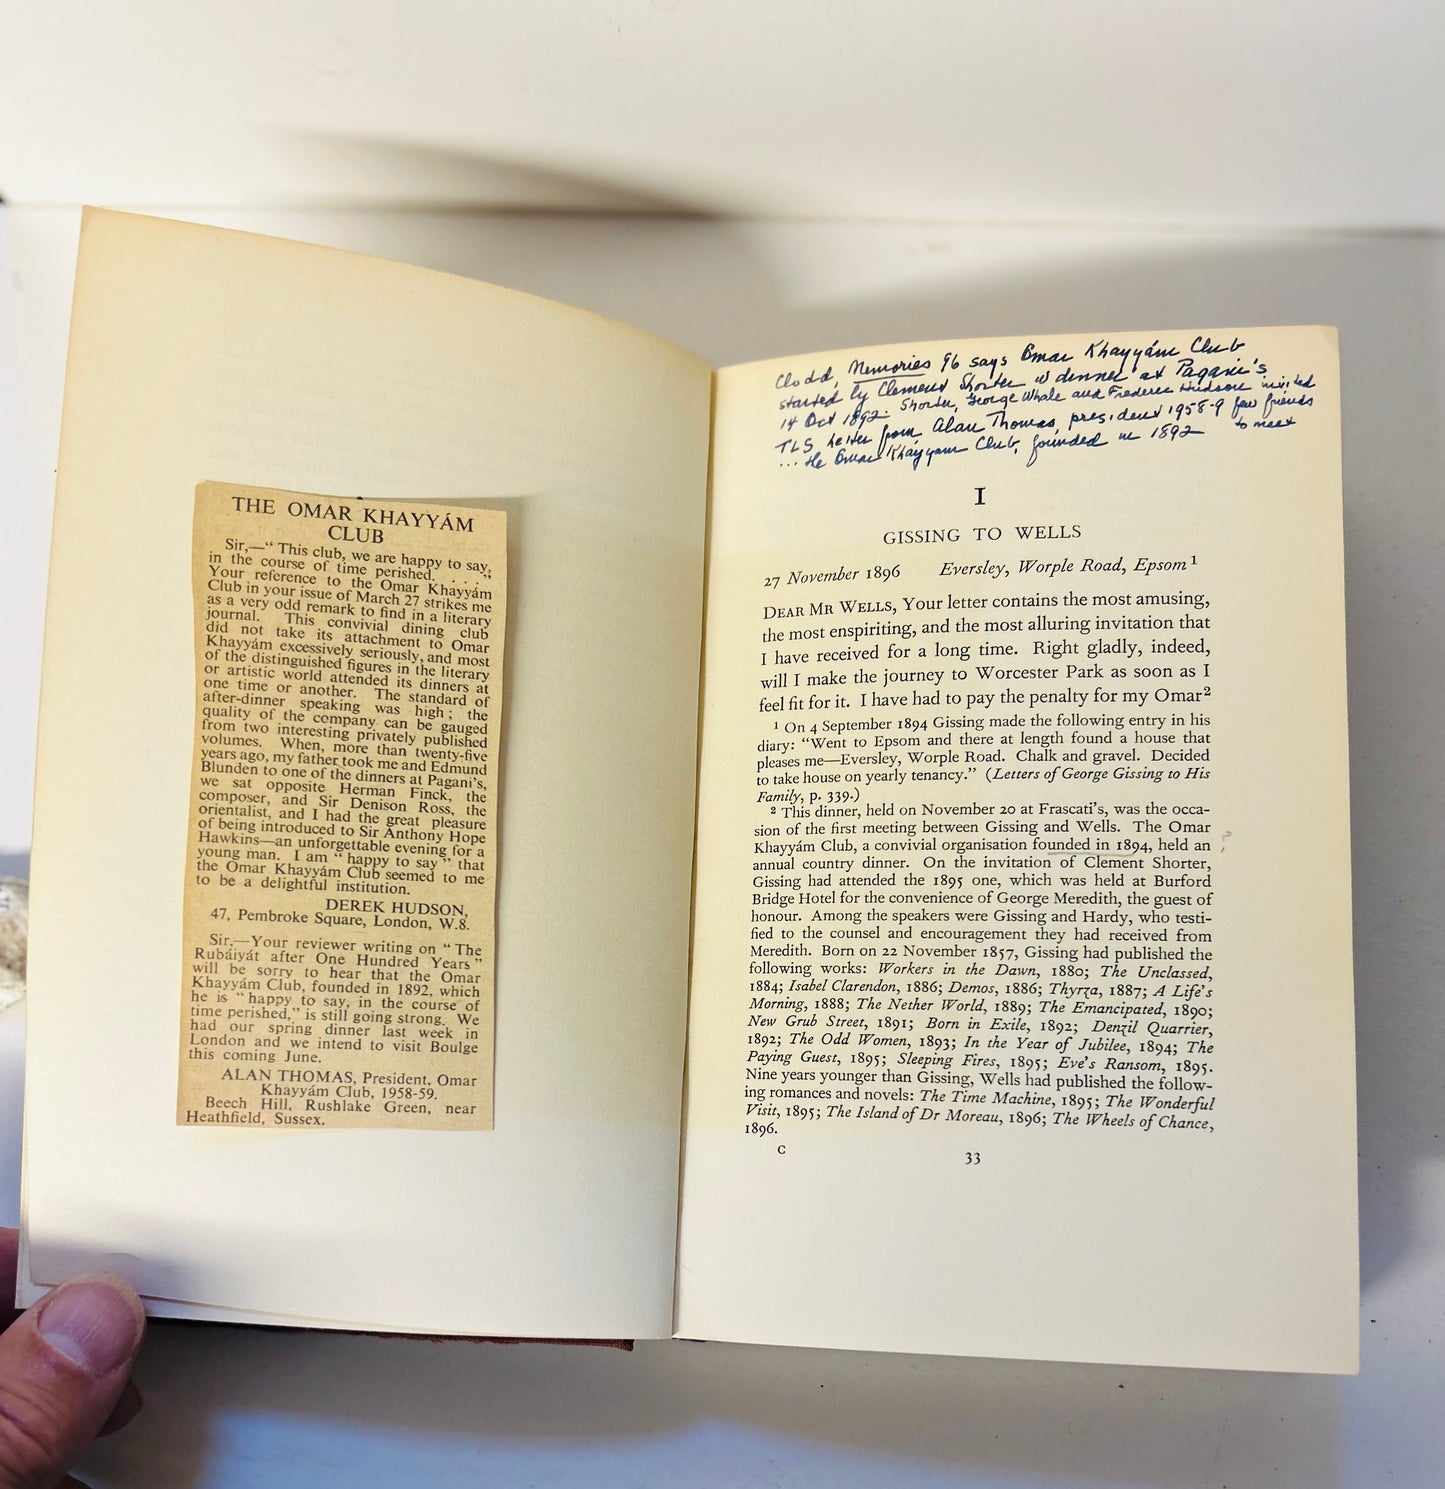 THE OMAR KHAYYÁM
CLUB
Sir,—“ This club, we are happy to say,
in the course of time perished. . . .”
Your reference to the Omar Khayyám
Club in your issue of March 27 strikes me
as a very odd remark to find in a literary
journal. This convivial dining club
did not take its attachment to Omar
Khayyám excessively seriously, and most
of the distinguished figures in the literary
or artistic world attended its dinners at
one time or another. The standard of
after-dinner speaking was high ; the
quality of the company can be gauged
from two interesting privately published
volumes. When, more than twenty-five
years ago, my father took me and Edmund
Blunden to one of the dinners at Pagani's,
we sat opposite Herman Finck, the
composer, and Sir Denison Ross, the
orientalist, and I had the great pleasure
of being introduced to Sir Anthony Hope
Hawkins—an unforgettable evening for a
young man. I am “ happy to say ” that
the Omar Khayyám Club seemed to me
to be a delightful institution.
DEREK HUDSON.
47, Pembroke Square, London, W.8.
Sir,—Your reviewer writing on “ The
Rubáiyát after One Hundred Years ”
will be sorry to hear that the Omar
Khayyám Club, founded in 1892, which
he is “ happy to say, in the course of
time perished,” is still going strong. We
had our spring dinner last week in
London and we intend to visit Boulge
this coming June.
ALAN THOMAS, President, Omar
Khayyám Club, 1958-59.
Beech Hill, Rushlake Green, near
Heathfield, Sussex.
Clodd, Memories 96 says Omar Khayyám Club
started by Clement Shorter w dinner at Pagani's
14 Oct 1892. Shorter, George Whale and Frederic Hudson invited
TLS letter from Alan Thomas, president 1958-9 few friends
... the Omar Khayyam Club, founded in 1892 to meet
I
GISSING TO WELLS
27 November 1896 Eversley, Worple Road, Epsom¹
DEAR MR WELLS, Your letter contains the most amusing,
the most enspiriting, and the most alluring invitation that
I have received for a long time. Right gladly, indeed,
will I make the journey to Worcester Park as soon as I
feel fit for it. I have had to pay the penalty for my Omar²
¹ On 4 September 1894 Gissing made the following entry in his
diary: “Went to Epsom and there at length found a house that
pleases me—Eversley, Worple Road. Chalk and gravel. Decided
to take house on yearly tenancy.” (Letters of George Gissing to His
Family, p. 339.)
² This dinner, held on November 20 at Frascati's, was the occa-
sion of the first meeting between Gissing and Wells. The Omar
Khayyám Club, a convivial organisation founded in 1894, held an ?
annual country dinner. On the invitation of Clement Shorter,
Gissing had attended the 1895 one, which was held at Burford
Bridge Hotel for the convenience of George Meredith, the guest of
honour. Among the speakers were Gissing and Hardy, who testi-
fied to the counsel and encouragement they had received from
Meredith. Born on 22 November 1857, Gissing had published the
following works: Workers in the Dawn, 1880; The Unclassed,
1884; Isabel Clarendon, 1886; Demos, 1886; Thyrza, 1887; A Life's
Morning, 1888; The Nether World, 1889; The Emancipated, 1890;
New Grub Street, 1891; Born in Exile, 1892; Denzil Quarrier,
1892; The Odd Women, 1893; In the Year of Jubilee, 1894; The
Paying Guest, 1895; Sleeping Fires, 1895; Eve's Ransom, 1895.
Nine years younger than Gissing, Wells had published the follow-
ing romances and novels: The Time Machine, 1895; The Wonderful
Visit, 1895; The Island of Dr Moreau, 1896; The Wheels of Chance,
1896.
C
33